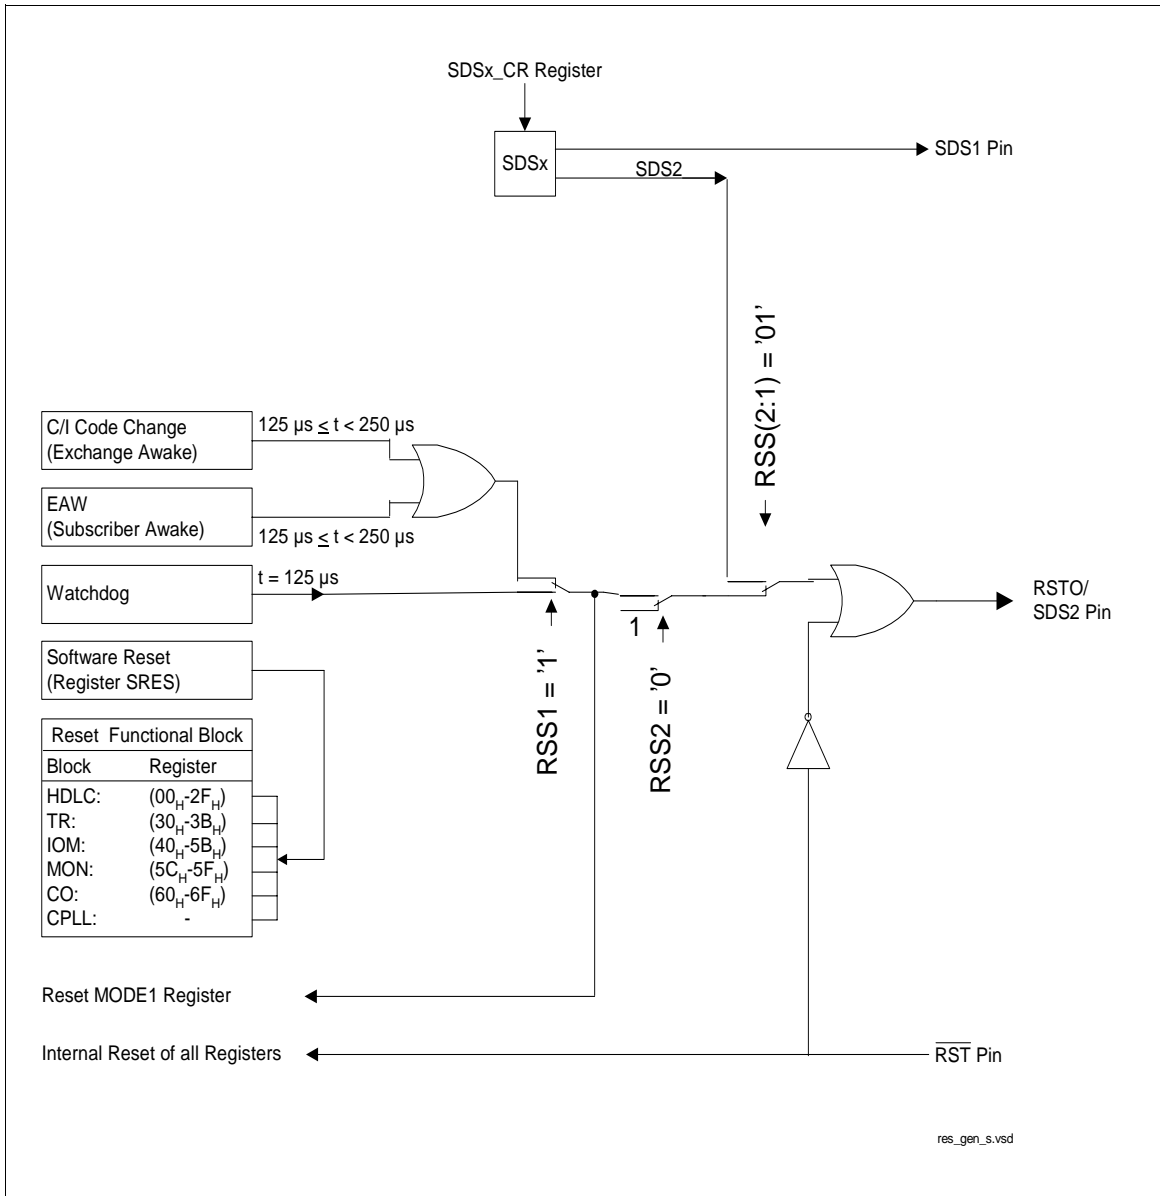 SDSx_CR Register
SDSx
SDS1 Pin
SDS2
RSS(2:1) = '01'
C/I Code Change
(Exchange Awake)
125 µs ≤ t < 250 µs
EAW
(Subscriber Awake)
125 µs ≤ t < 250 µs
Watchdog
t = 125 µs
RSTO/
SDS2 Pin
1
RSS1 = '1'
RSS2 = '0'
Software Reset
(Register SRES)
Reset Functional Block
Block Register
HDLC: (00H-2FH)
TR: (30H-3BH)
IOM: (40H-5BH)
MON: (5CH-5FH)
CO: (60H-6FH)
CPLL: -
Reset MODE1 Register
Internal Reset of all Registers
R̅S̅T̅ Pin
res_gen_s.vsd